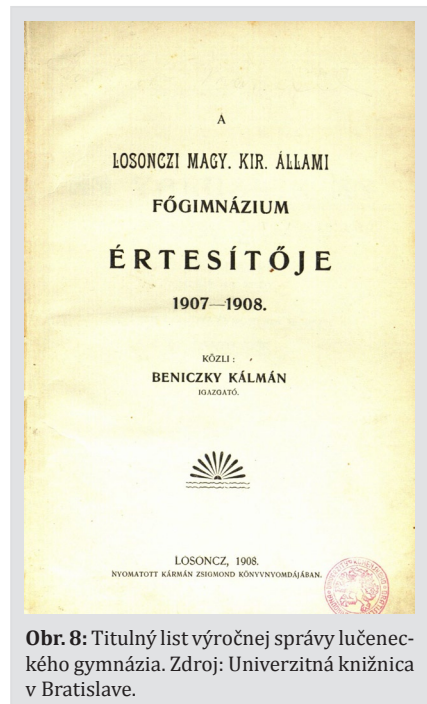 A
LOSONCZI MAGY. KIR. ÁLLAMI
FŐGIMNÁZIUM
ÉRTESÍTŐJE
1907—1908.
KÖZLI:
BENICZKY KÁLMÁN
IGAZGATÓ.
LOSONCZ, 1908.
NYOMATOTT KÁRMÁN ZSIGMOND KÖNYVNYOMDÁJÁBAN.
Obr. 8: Titulný list výročnej správy lučenec-
kého gymnázia. Zdroj: Univerzitná knižnica
v Bratislave.